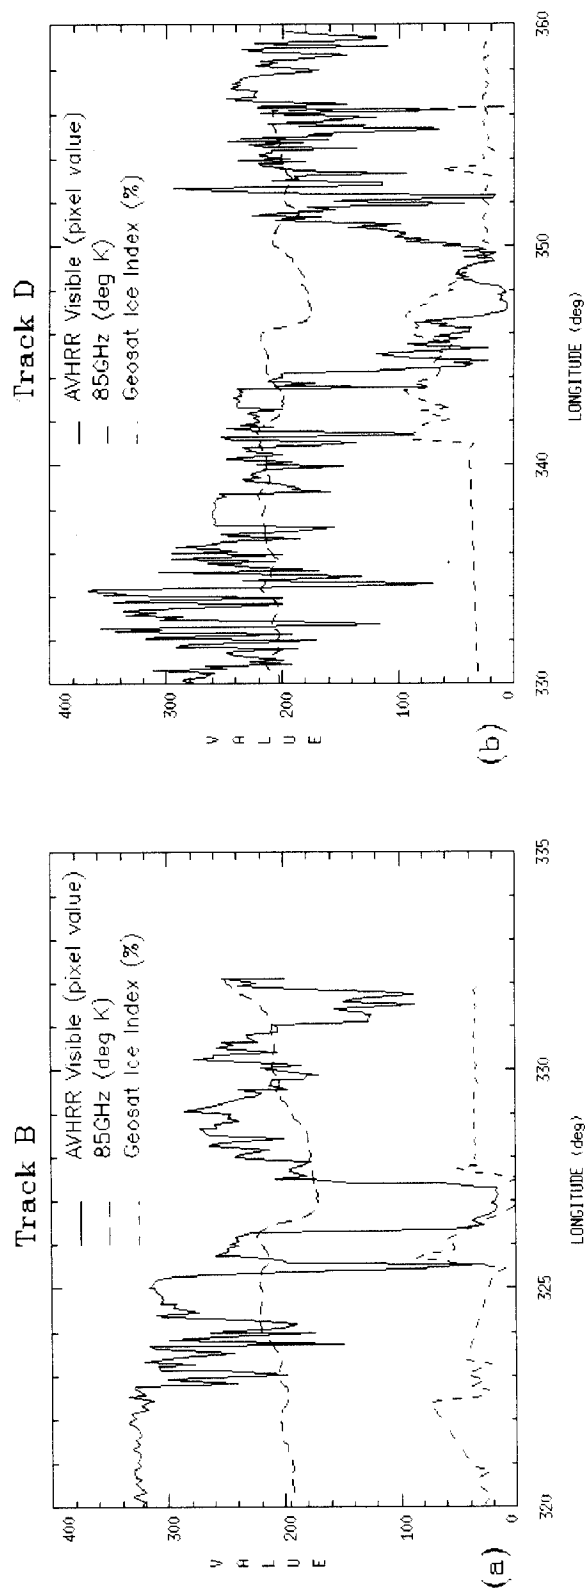 Track B
AVHRR Visible (pixel value)
85GHz (deg K)
Geosat Ice Index (%)
400
300
200
100
0
VALUE
320
325
330
335
LONGITUDE (deg)
(a)
Track D
AVHRR Visible (pixel value)
85GHz (deg K)
Geosat Ice Index (%)
400
300
200
100
0
VALUE
330
340
350
360
LONGITUDE (deg)
(b)